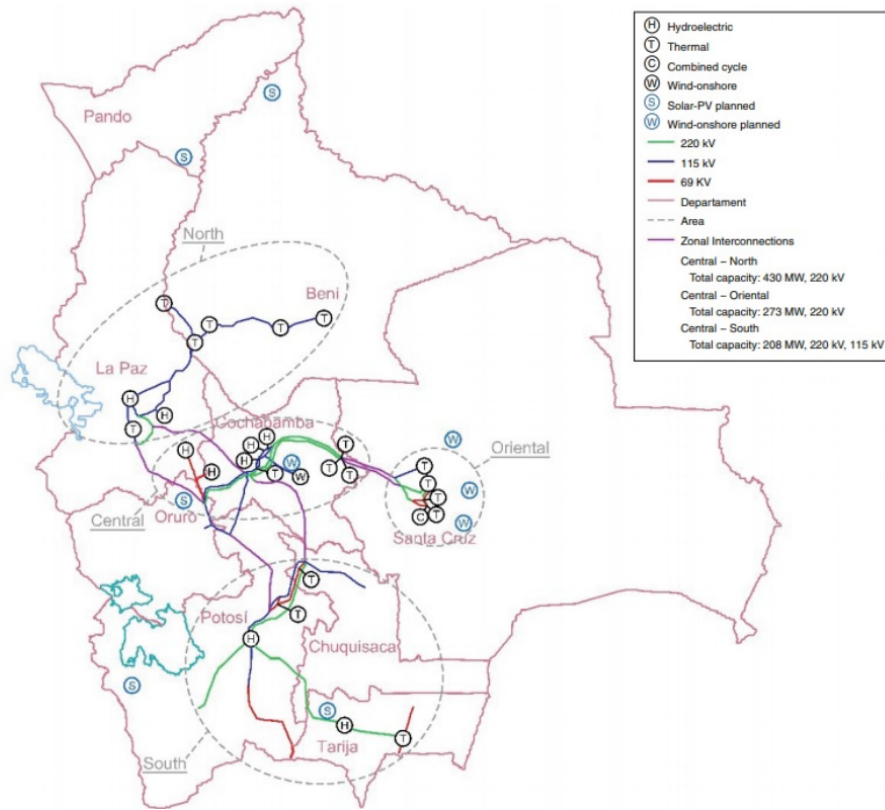 H Hydroelectric
T Thermal
C Combined cycle
W Wind-onshore
S Solar-PV planned
W Wind-onshore planned
220 kV
115 kV
69 KV
Departament
Area
Zonal Interconnections
Central – North
Total capacity: 430 MW, 220 kV
Central – Oriental
Total capacity: 273 MW, 220 kV
Central – South
Total capacity: 208 MW, 220 kV, 115 kV
S
Pando
S
North
Beni
T
T
T
T
T
La Paz
H
H
T
Cochabamba
H
H
H
H
H
T
W
W
T
T
T
W
Oriental
T
T
T
T
C
W
W
S
Central
Oruro
Santa Cruz
T
Potosí
T
H
Chuquisaca
S
S
H
T
Tarija
South